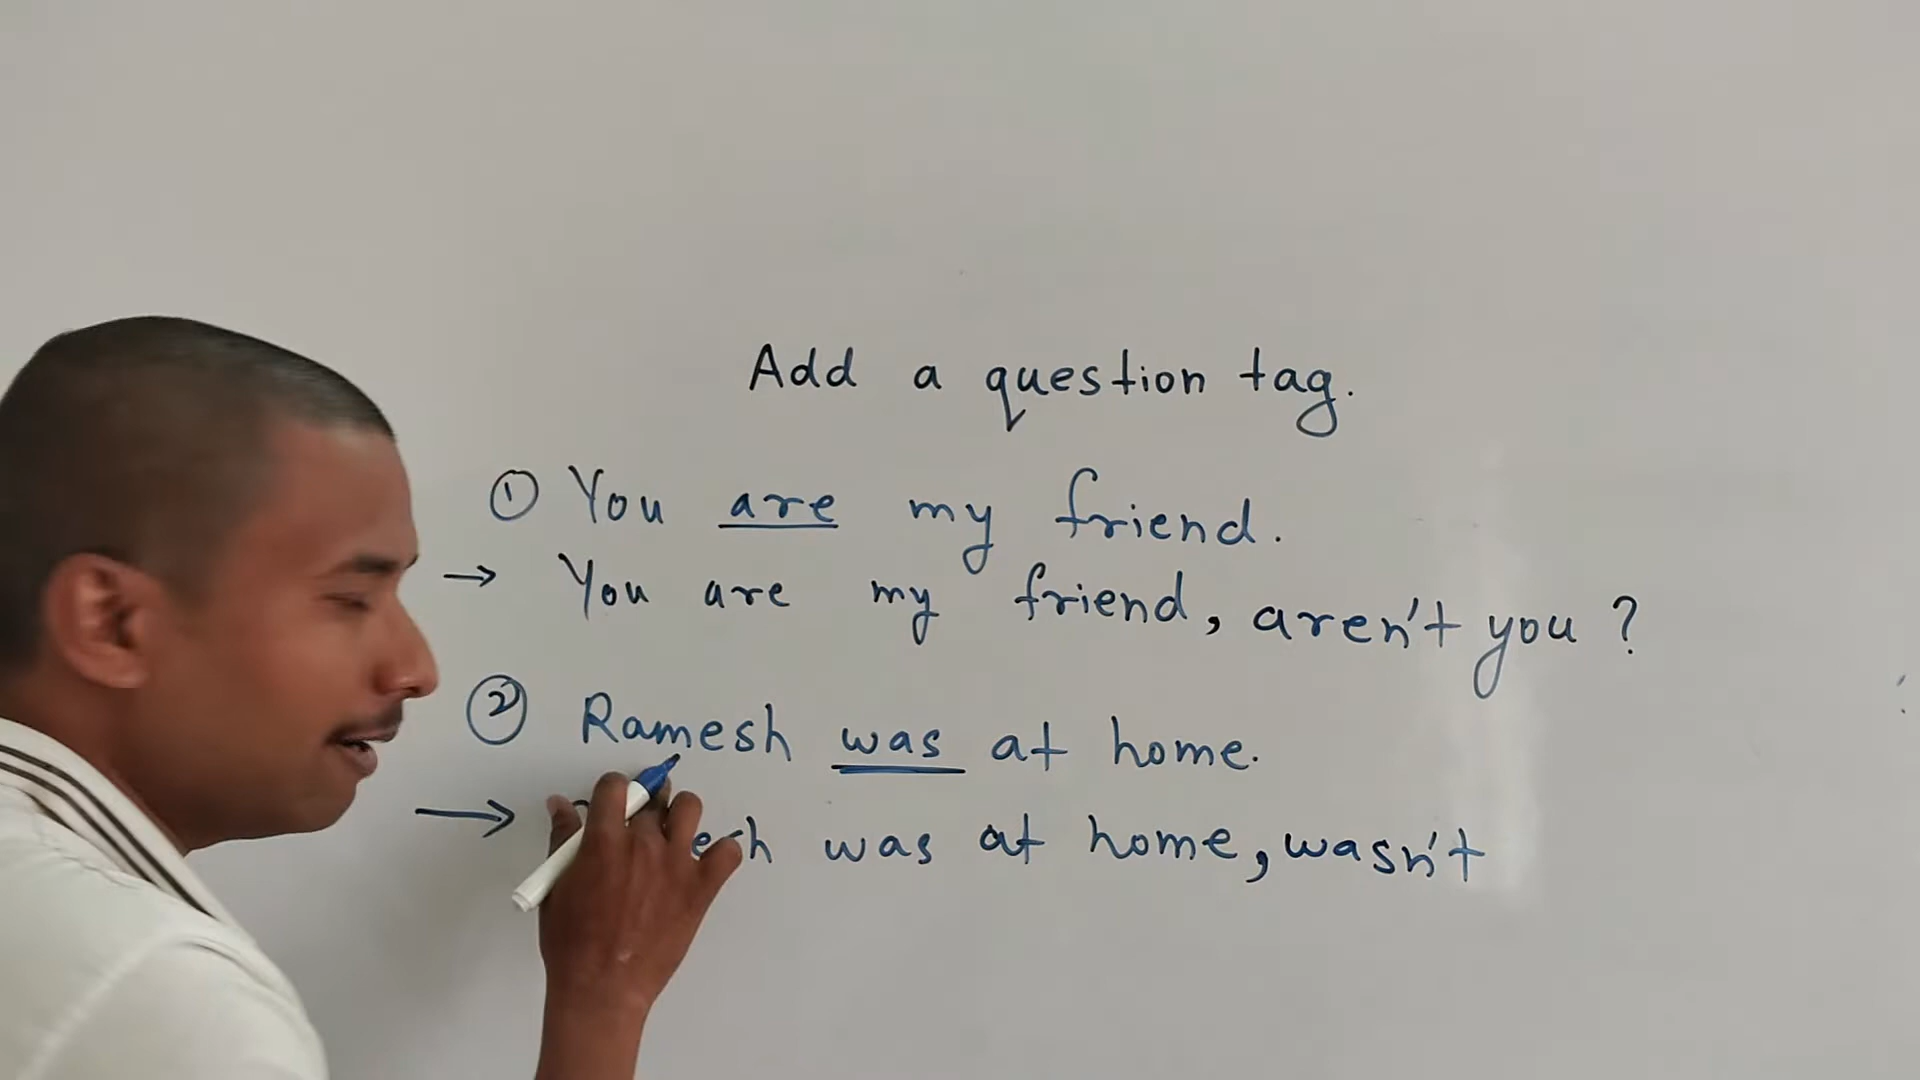 Add a question tag.
① You are my friend.
→ You are my friend, aren't you ?
② Ramesh was at home.
→ was at home, wasn't